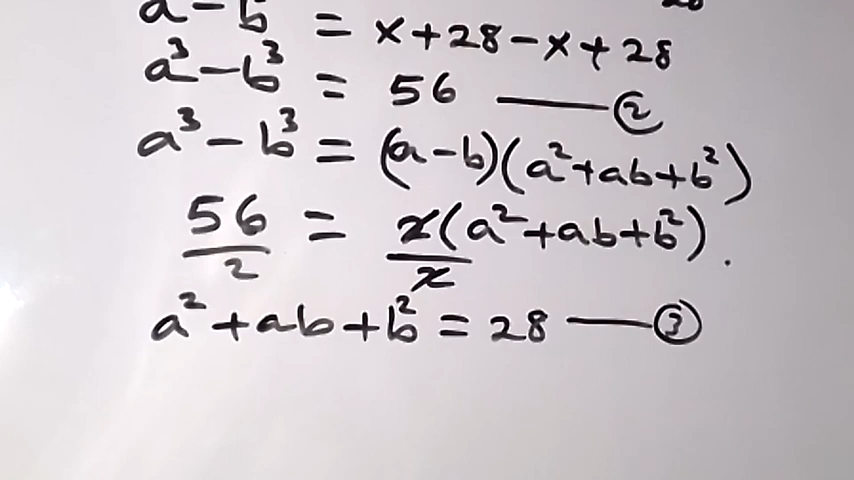 a³ - b³ = x + 28 - x + 28
a³ - b³ = 56 —— ②
a³ - b³ = (a - b)(a² + ab + b²)
56/2 = 2(a² + ab + b²)/2 .
a² + ab + b² = 28 —— ③